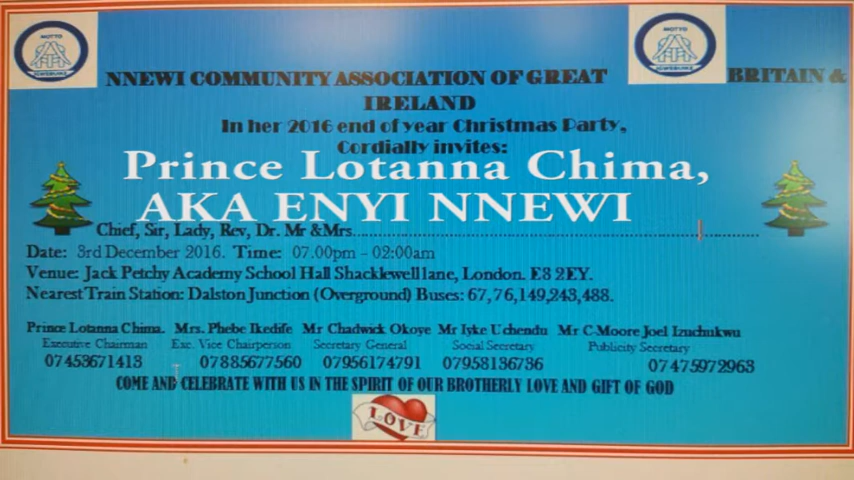 MOTTO
IGWEBUIKE
MOTTO
IGWEBUIKE
NNEWI COMMUNITY ASSOCIATION OF GREAT BRITAIN &
IRELAND
In her 2016 end of year Christmas Party,
Cordially invites:
Prince Lotanna Chima,
AKA ENYI NNEWI
Chief, Sir, Lady, Rev, Dr. Mr &Mrs......................................................................
Date: 3rd December 2016. Time: 07.00pm – 02:00am
Venue: Jack Petchy Academy School Hall Shacklewell lane, London. E8 2EY.
Nearest Train Station: Dalston Junction (Overground) Buses: 67,76,149,243,488.
Prince Lotanna Chima. Mrs. Phebe Ikedife Mr Chadwick Okoye Mr Iyke Uchendu Mr C-Moore Joel Izuchukwu
Executive Chairman Exc. Vice Chairperson Secretary General Social Secretary Publicity Secretary
07453671413 07885677560 07956174791 07958136736 07475972963
COME AND CELEBRATE WITH US IN THE SPIRIT OF OUR BROTHERLY LOVE AND GIFT OF GOD
LOVE